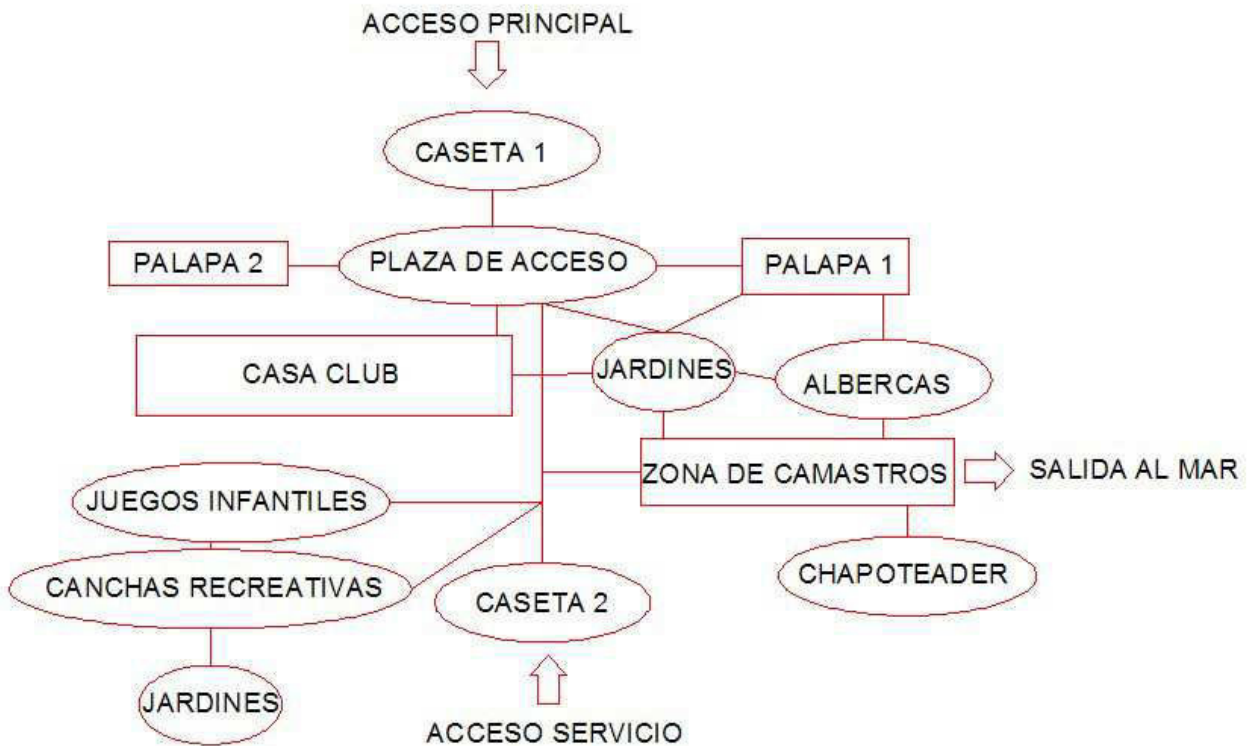 ACCESO PRINCIPAL
CASETA 1
PALAPA 2
PLAZA DE ACCESO
PALAPA 1
CASA CLUB
JARDINES
ALBERCAS
ZONA DE CAMASTROS
SALIDA AL MAR
JUEGOS INFANTILES
CANCHAS RECREATIVAS
CASETA 2
CHAPOTEADER
JARDINES
ACCESO SERVICIO